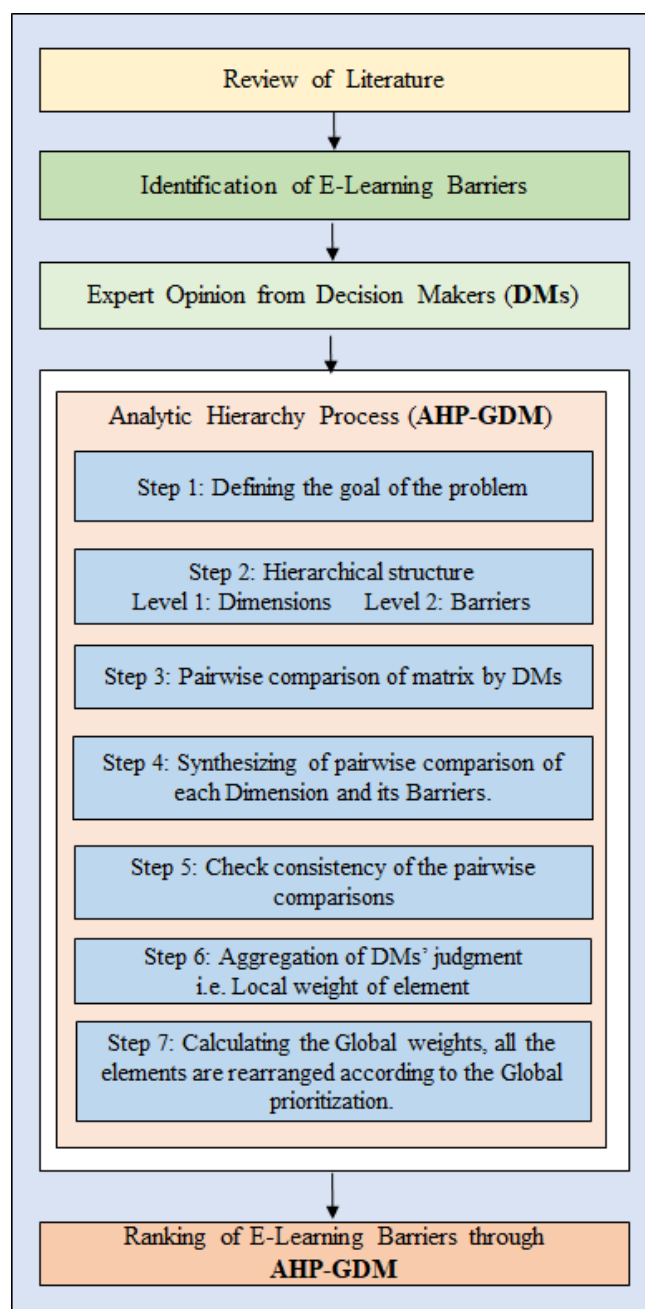 Review of Literature
Identification of E-Learning Barriers
Expert Opinion from Decision Makers (DMs)
Analytic Hierarchy Process (AHP-GDM)
Step 1: Defining the goal of the problem
Step 2: Hierarchical structure
Level 1: Dimensions Level 2: Barriers
Step 3: Pairwise comparison of matrix by DMs
Step 4: Synthesizing of pairwise comparison of
each Dimension and its Barriers.
Step 5: Check consistency of the pairwise
comparisons
Step 6: Aggregation of DMs’ judgment
i.e. Local weight of element
Step 7: Calculating the Global weights, all the
elements are rearranged according to the Global
prioritization.
Ranking of E-Learning Barriers through
AHP-GDM